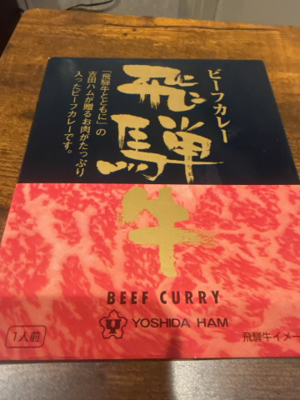 ビーフカレー
飛騨牛
「飛騨牛とともに」の
吉田ハムが贈るお肉がたっぷり
入ったビーフカレーです。
BEEF CURRY
YOSHIDA HAM
1人前
飛騨牛イメー